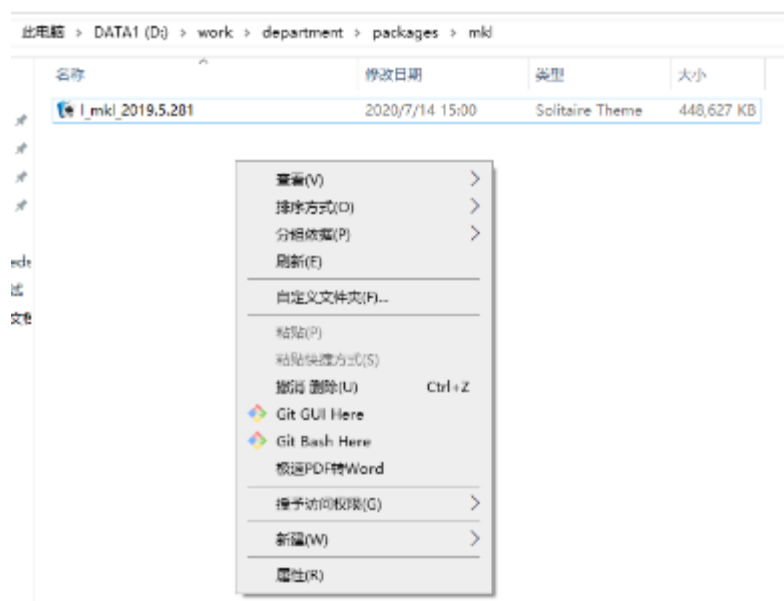 此电脑 > DATA1 (D:) > work > department > packages > mkl
名称 修改日期 类型 大小
l_mkl_2019.5.281 2020/7/14 15:00 Solitaire Theme 448,627 KB
查看(V)
排序方式(O)
分组依据(P)
刷新(E)
自定义文件夹(F)...
粘贴(P)
粘贴快捷方式(S)
撤消 删除(U) Ctrl+Z
Git GUI Here
Git Bash Here
极速PDF转Word
授予访问权限(G)
新建(W)
属性(R)